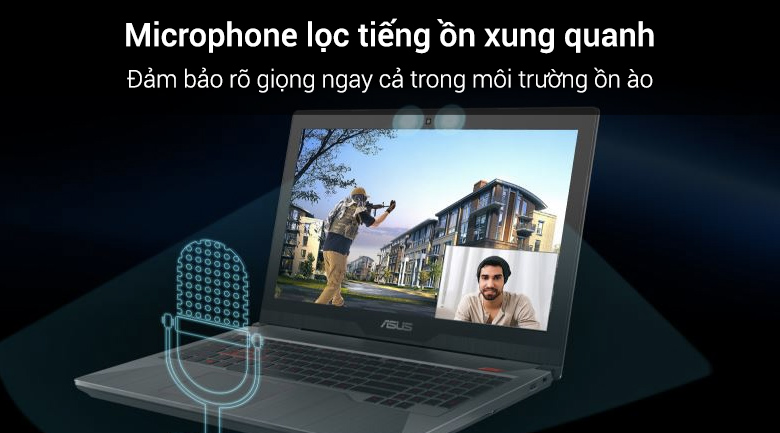 Microphone lọc tiếng ồn xung quanh
Đảm bảo rõ giọng ngay cả trong môi trường ồn ào
ASUS